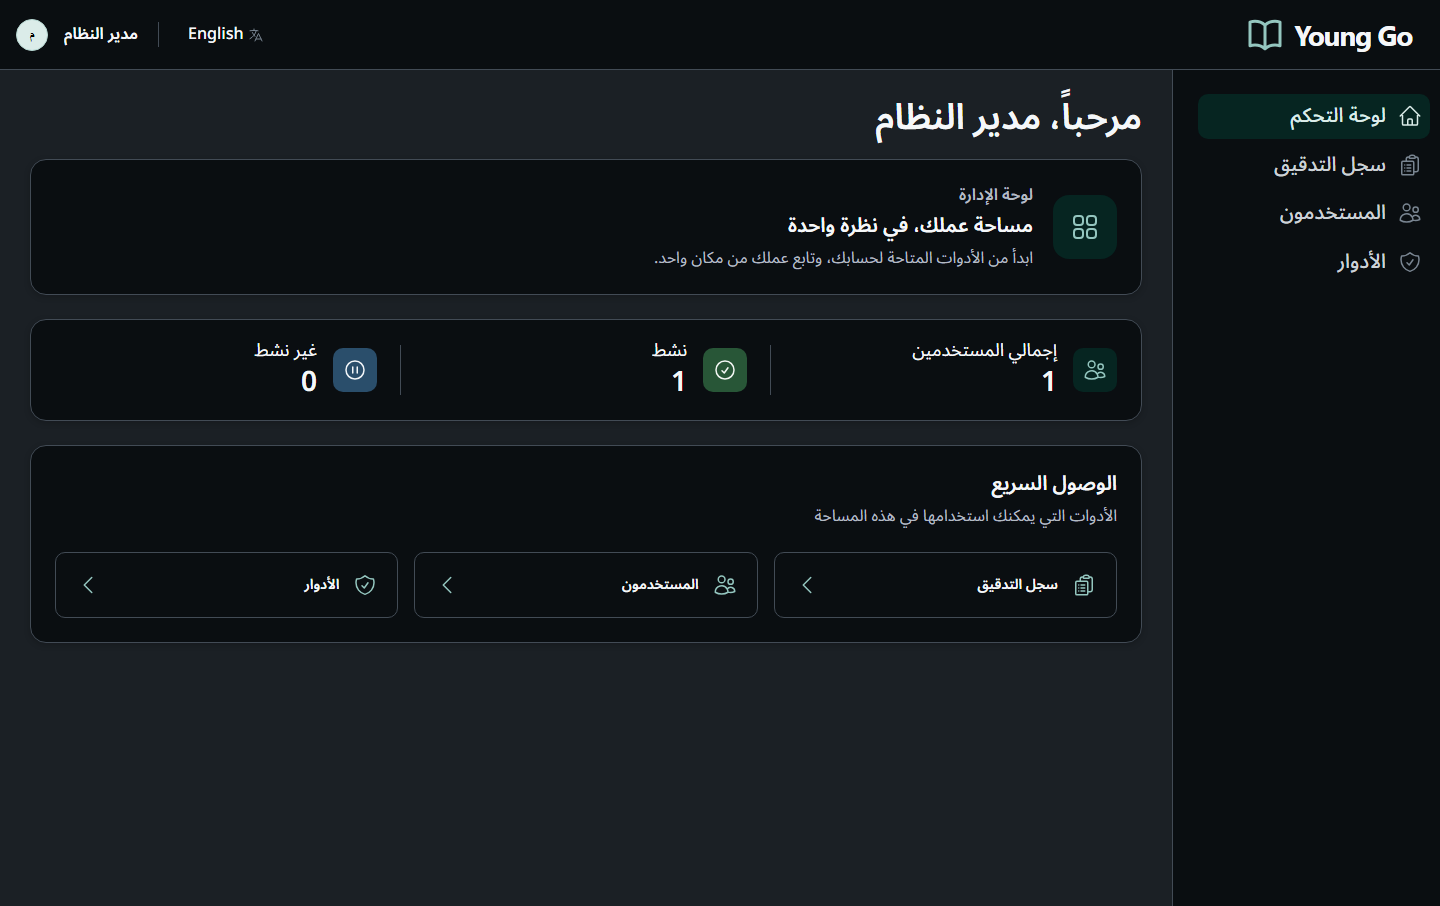 Young Go
English
مدير النظام
م
لوحة التحكم
سجل التدقيق
المستخدمون
الأدوار
مرحباً، مدير النظام
لوحة الإدارة
مساحة عملك، في نظرة واحدة
ابدأ من الأدوات المتاحة لحسابك، وتابع عملك من مكان واحد.
إجمالي المستخدمين
1
نشط
1
غير نشط
0
الوصول السريع
الأدوات التي يمكنك استخدامها في هذه المساحة
سجل التدقيق
المستخدمون
الأدوار